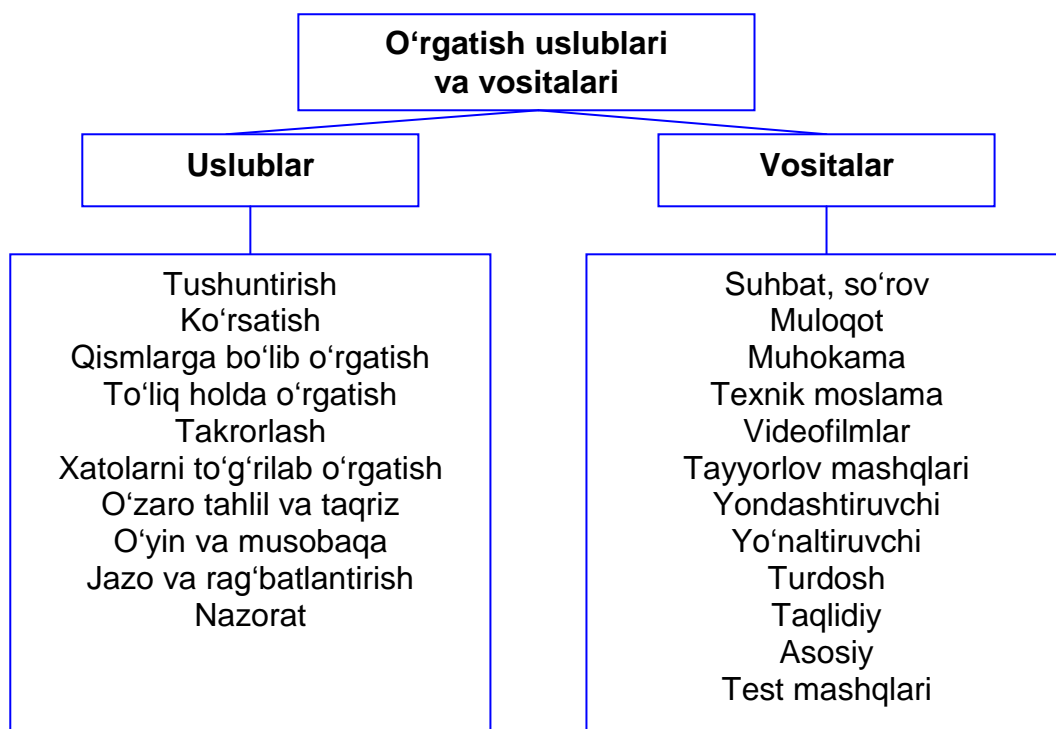 O‘rgatish uslublari
va vositalari
Uslublar
Vositalar
Tushuntirish
Ko‘rsatish
Qismlarga bo‘lib o‘rgatish
To‘liq holda o‘rgatish
Takrorlash
Xatolarni to‘g‘rilab o‘rgatish
O‘zaro tahlil va taqriz
O‘yin va musobaqa
Jazo va rag‘batlantirish
Nazorat
Suhbat, so‘rov
Muloqot
Muhokama
Texnik moslama
Videofilmlar
Tayyorlov mashqlari
Yondashtiruvchi
Yo‘naltiruvchi
Turdosh
Taqlidiy
Asosiy
Test mashqlari